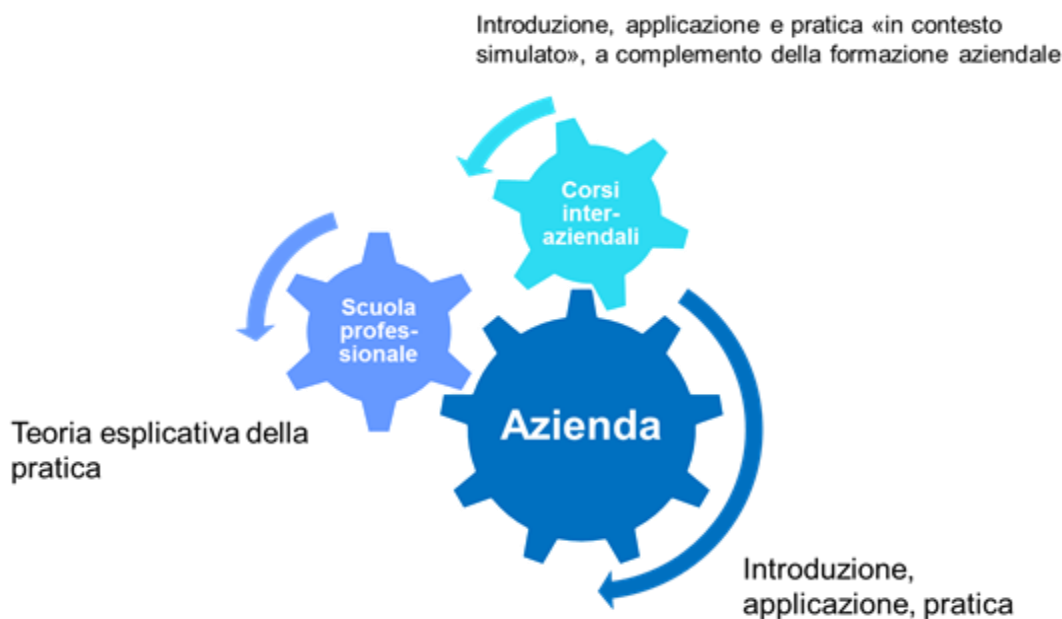 Introduzione, applicazione e pratica «in contesto
simulato», a complemento della formazione aziendale
Corsi
inter-
aziendali
Scuola
profes-
sionale
Azienda
Teoria esplicativa della
pratica
Introduzione,
applicazione, pratica